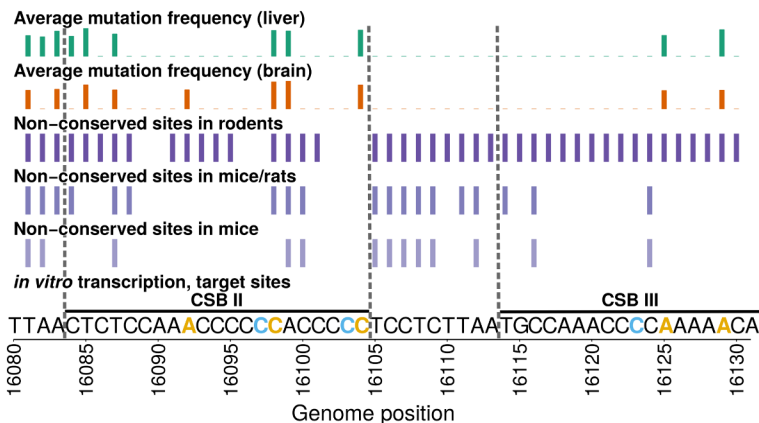 Average mutation frequency (liver)
Average mutation frequency (brain)
Non−conserved sites in rodents
Non−conserved sites in mice/rats
Non−conserved sites in mice
in vitro transcription, target sites
CSB II
CSB III
TTAACTCTCCAAACCCCCCACCCCCTCCTCTTAATGCCAAACCCCAAAAACA
16080
16085
16090
16095
16100
16105
16110
16115
16120
16125
16130
Genome position